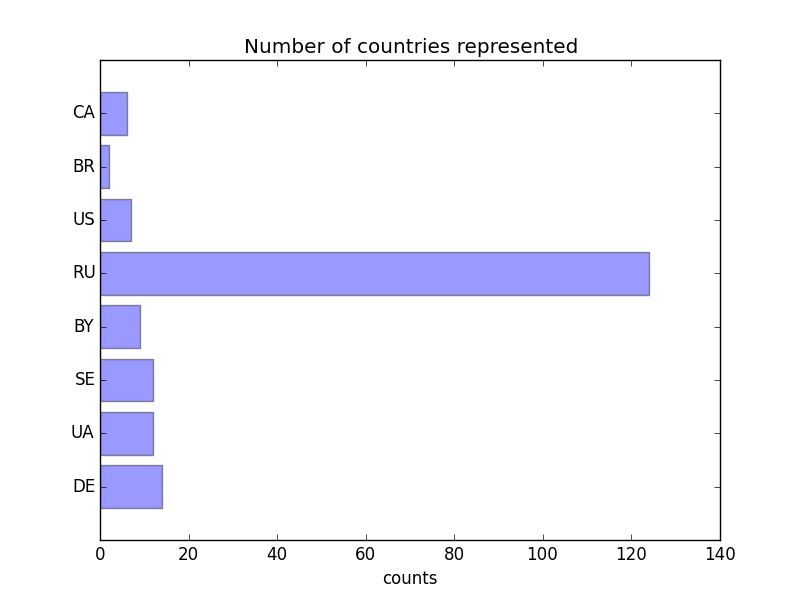 Number of countries represented
CA
BR
US
RU
BY
SE
UA
DE
0 20 40 60 80 100 120 140
counts